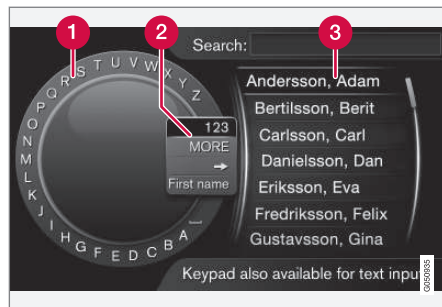 1
2
3
Search:
A B C D E F G H I J K L M N O P Q R S T U V W X Y Z
123
MORE
➞
First name
Andersson, Adam
Bertilsson, Berit
Carlsson, Carl
Danielsson, Dan
Eriksson, Eva
Fredriksson, Felix
Gustavsson, Gina
Keypad also available for text input
G050935